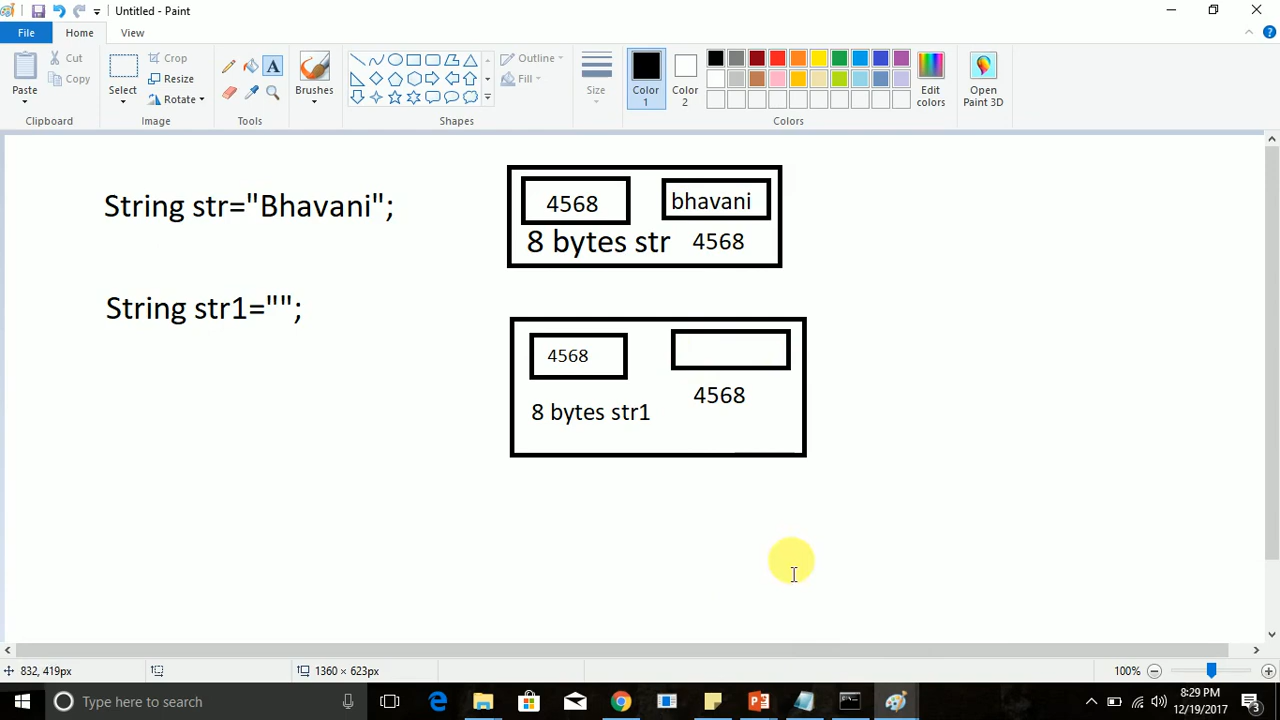 Untitled - Paint
File
Home
View
Paste
Cut
Copy
Clipboard
Select
Crop
Resize
Rotate
Image
A
Tools
Brushes
Outline
Fill
Shapes
Size
Color 1
Color 2
Edit colors
Colors
Open Paint 3D
String str="Bhavani";
4568
bhavani
8 bytes str
4568
String str1="";
4568
4568
8 bytes str1
832, 419px
1360 × 623px
100%
Type here to search
8:29 PM
12/19/2017
3